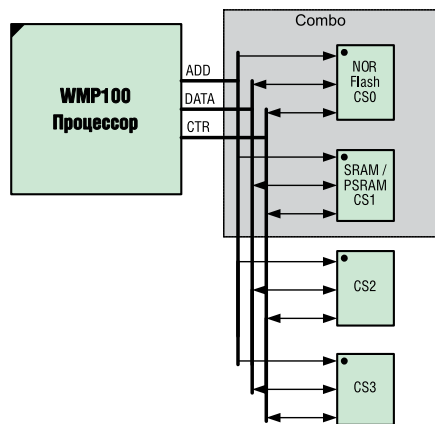 Combo
WMP100
Процессор
ADD
DATA
CTR
NOR
Flash
CS0
SRAM /
PSRAM
CS1
CS2
CS3